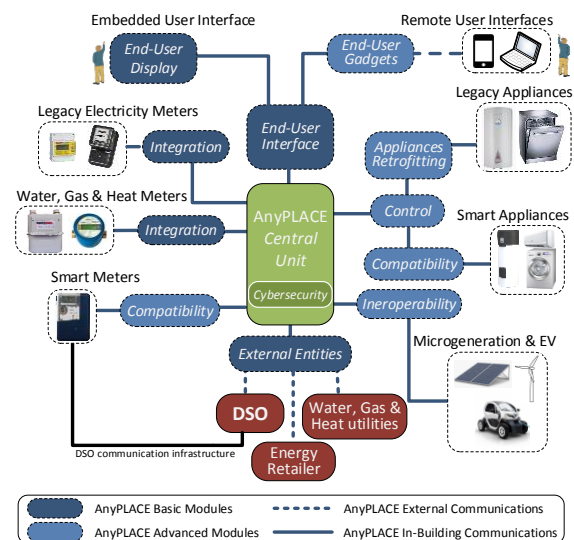 Embedded User Interface
Remote User Interfaces
End-User
Display
End-User
Gadgets
Legacy Electricity Meters
Legacy Appliances
Integration
End-User
Interface
Appliances
Retrofitting
Water, Gas & Heat Meters
Integration
AnyPLACE
Central
Unit
Cybersecurity
Control
Smart Appliances
Compatibility
Smart Meters
Compatibility
Ineroperability
External Entities
Microgeneration & EV
DSO
Water, Gas &
Heat utilities
Energy
Retailer
DSO communication infrastructure
AnyPLACE Basic Modules
AnyPLACE External Communications
AnyPLACE Advanced Modules
AnyPLACE In-Building Communications